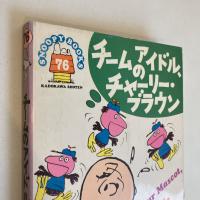 SNOOPY BOOKS
76
KADOKAWA SHOTEN
チームの
アイドル、
チャーリー・
ブラウン
Mascot,